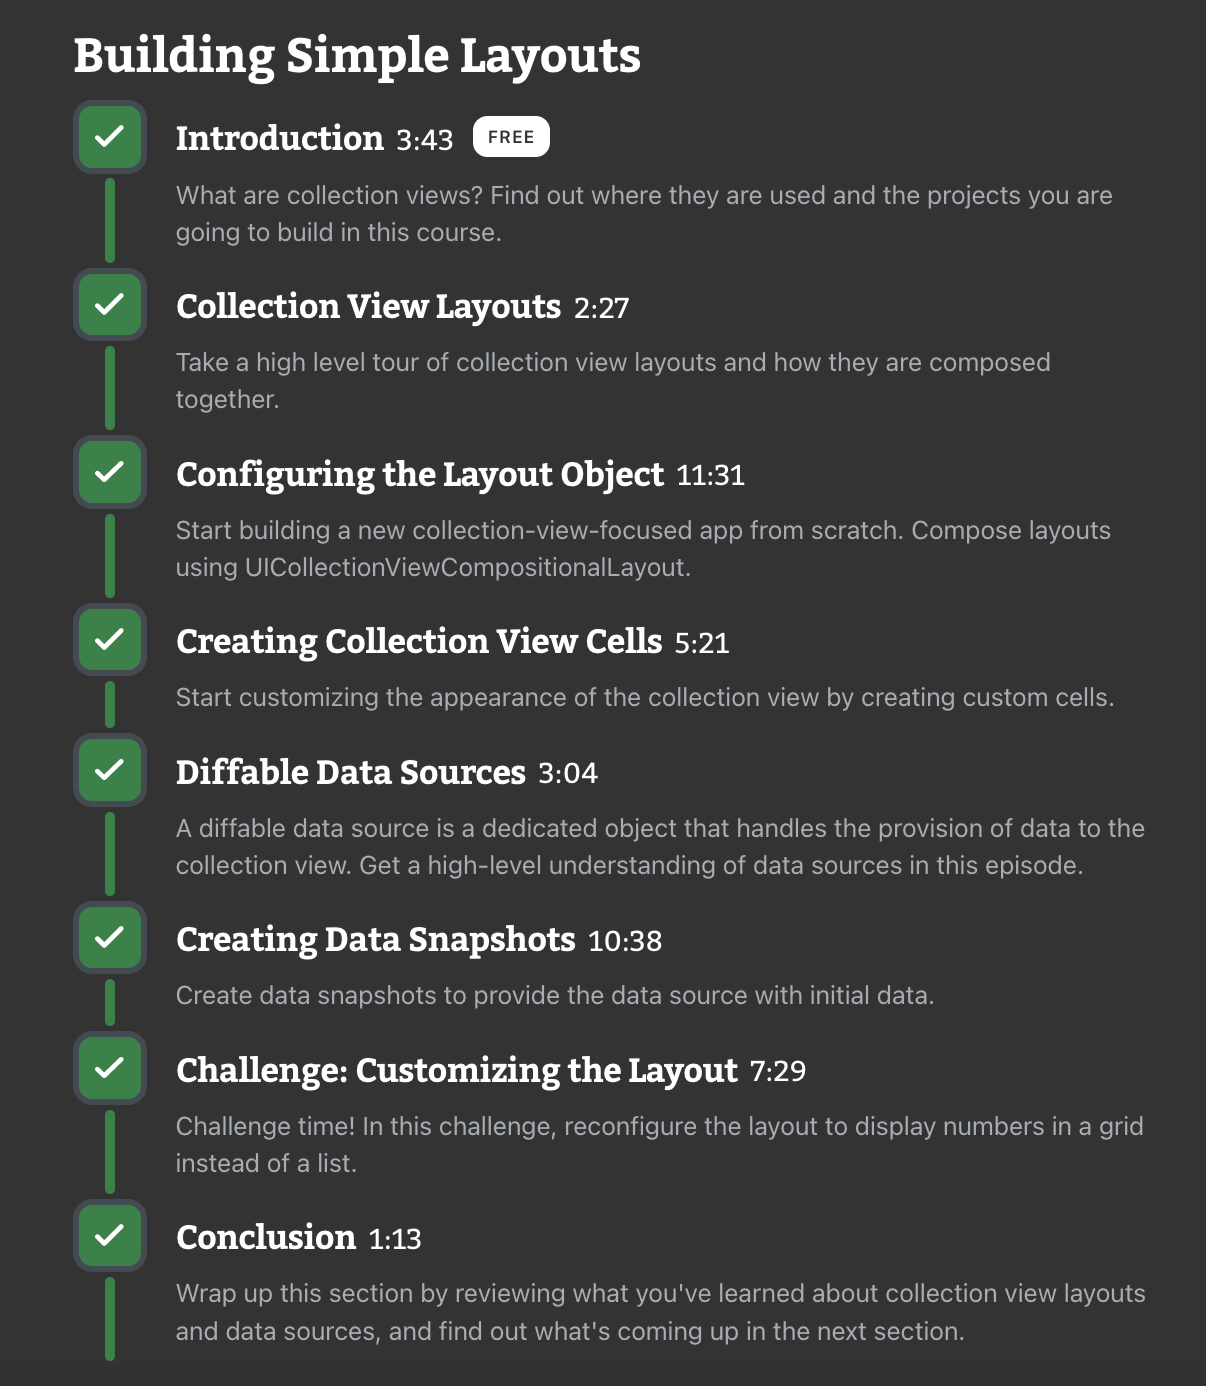 Building Simple Layouts
Introduction 3:43 FREE
What are collection views? Find out where they are used and the projects you are
going to build in this course.
Collection View Layouts 2:27
Take a high level tour of collection view layouts and how they are composed
together.
Configuring the Layout Object 11:31
Start building a new collection-view-focused app from scratch. Compose layouts
using UICollectionViewCompositionalLayout.
Creating Collection View Cells 5:21
Start customizing the appearance of the collection view by creating custom cells.
Diffable Data Sources 3:04
A diffable data source is a dedicated object that handles the provision of data to the
collection view. Get a high-level understanding of data sources in this episode.
Creating Data Snapshots 10:38
Create data snapshots to provide the data source with initial data.
Challenge: Customizing the Layout 7:29
Challenge time! In this challenge, reconfigure the layout to display numbers in a grid
instead of a list.
Conclusion 1:13
Wrap up this section by reviewing what you've learned about collection view layouts
and data sources, and find out what's coming up in the next section.